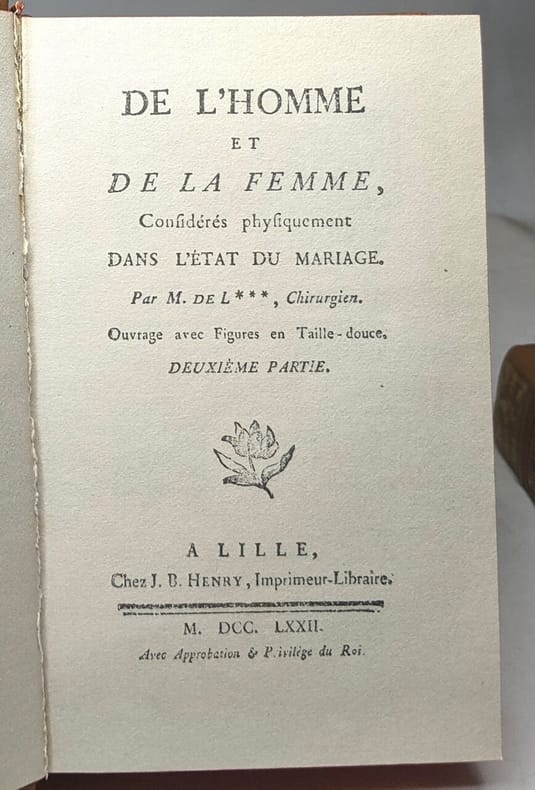 DE L'HOMME
ET
DE LA FEMME,
Conſidérés phyſiquement
DANS L'ÉTAT DU MARIAGE.
Par M. DE L***, Chirurgien.
Ouvrage avec Figures en Taille-douce,
DEUXIÈME PARTIE.
A LILLE,
Chez J. B. HENRY, Imprimeur-Libraire.
M. DCC. LXXII.
Avec Approbation & Privilége du Roi.